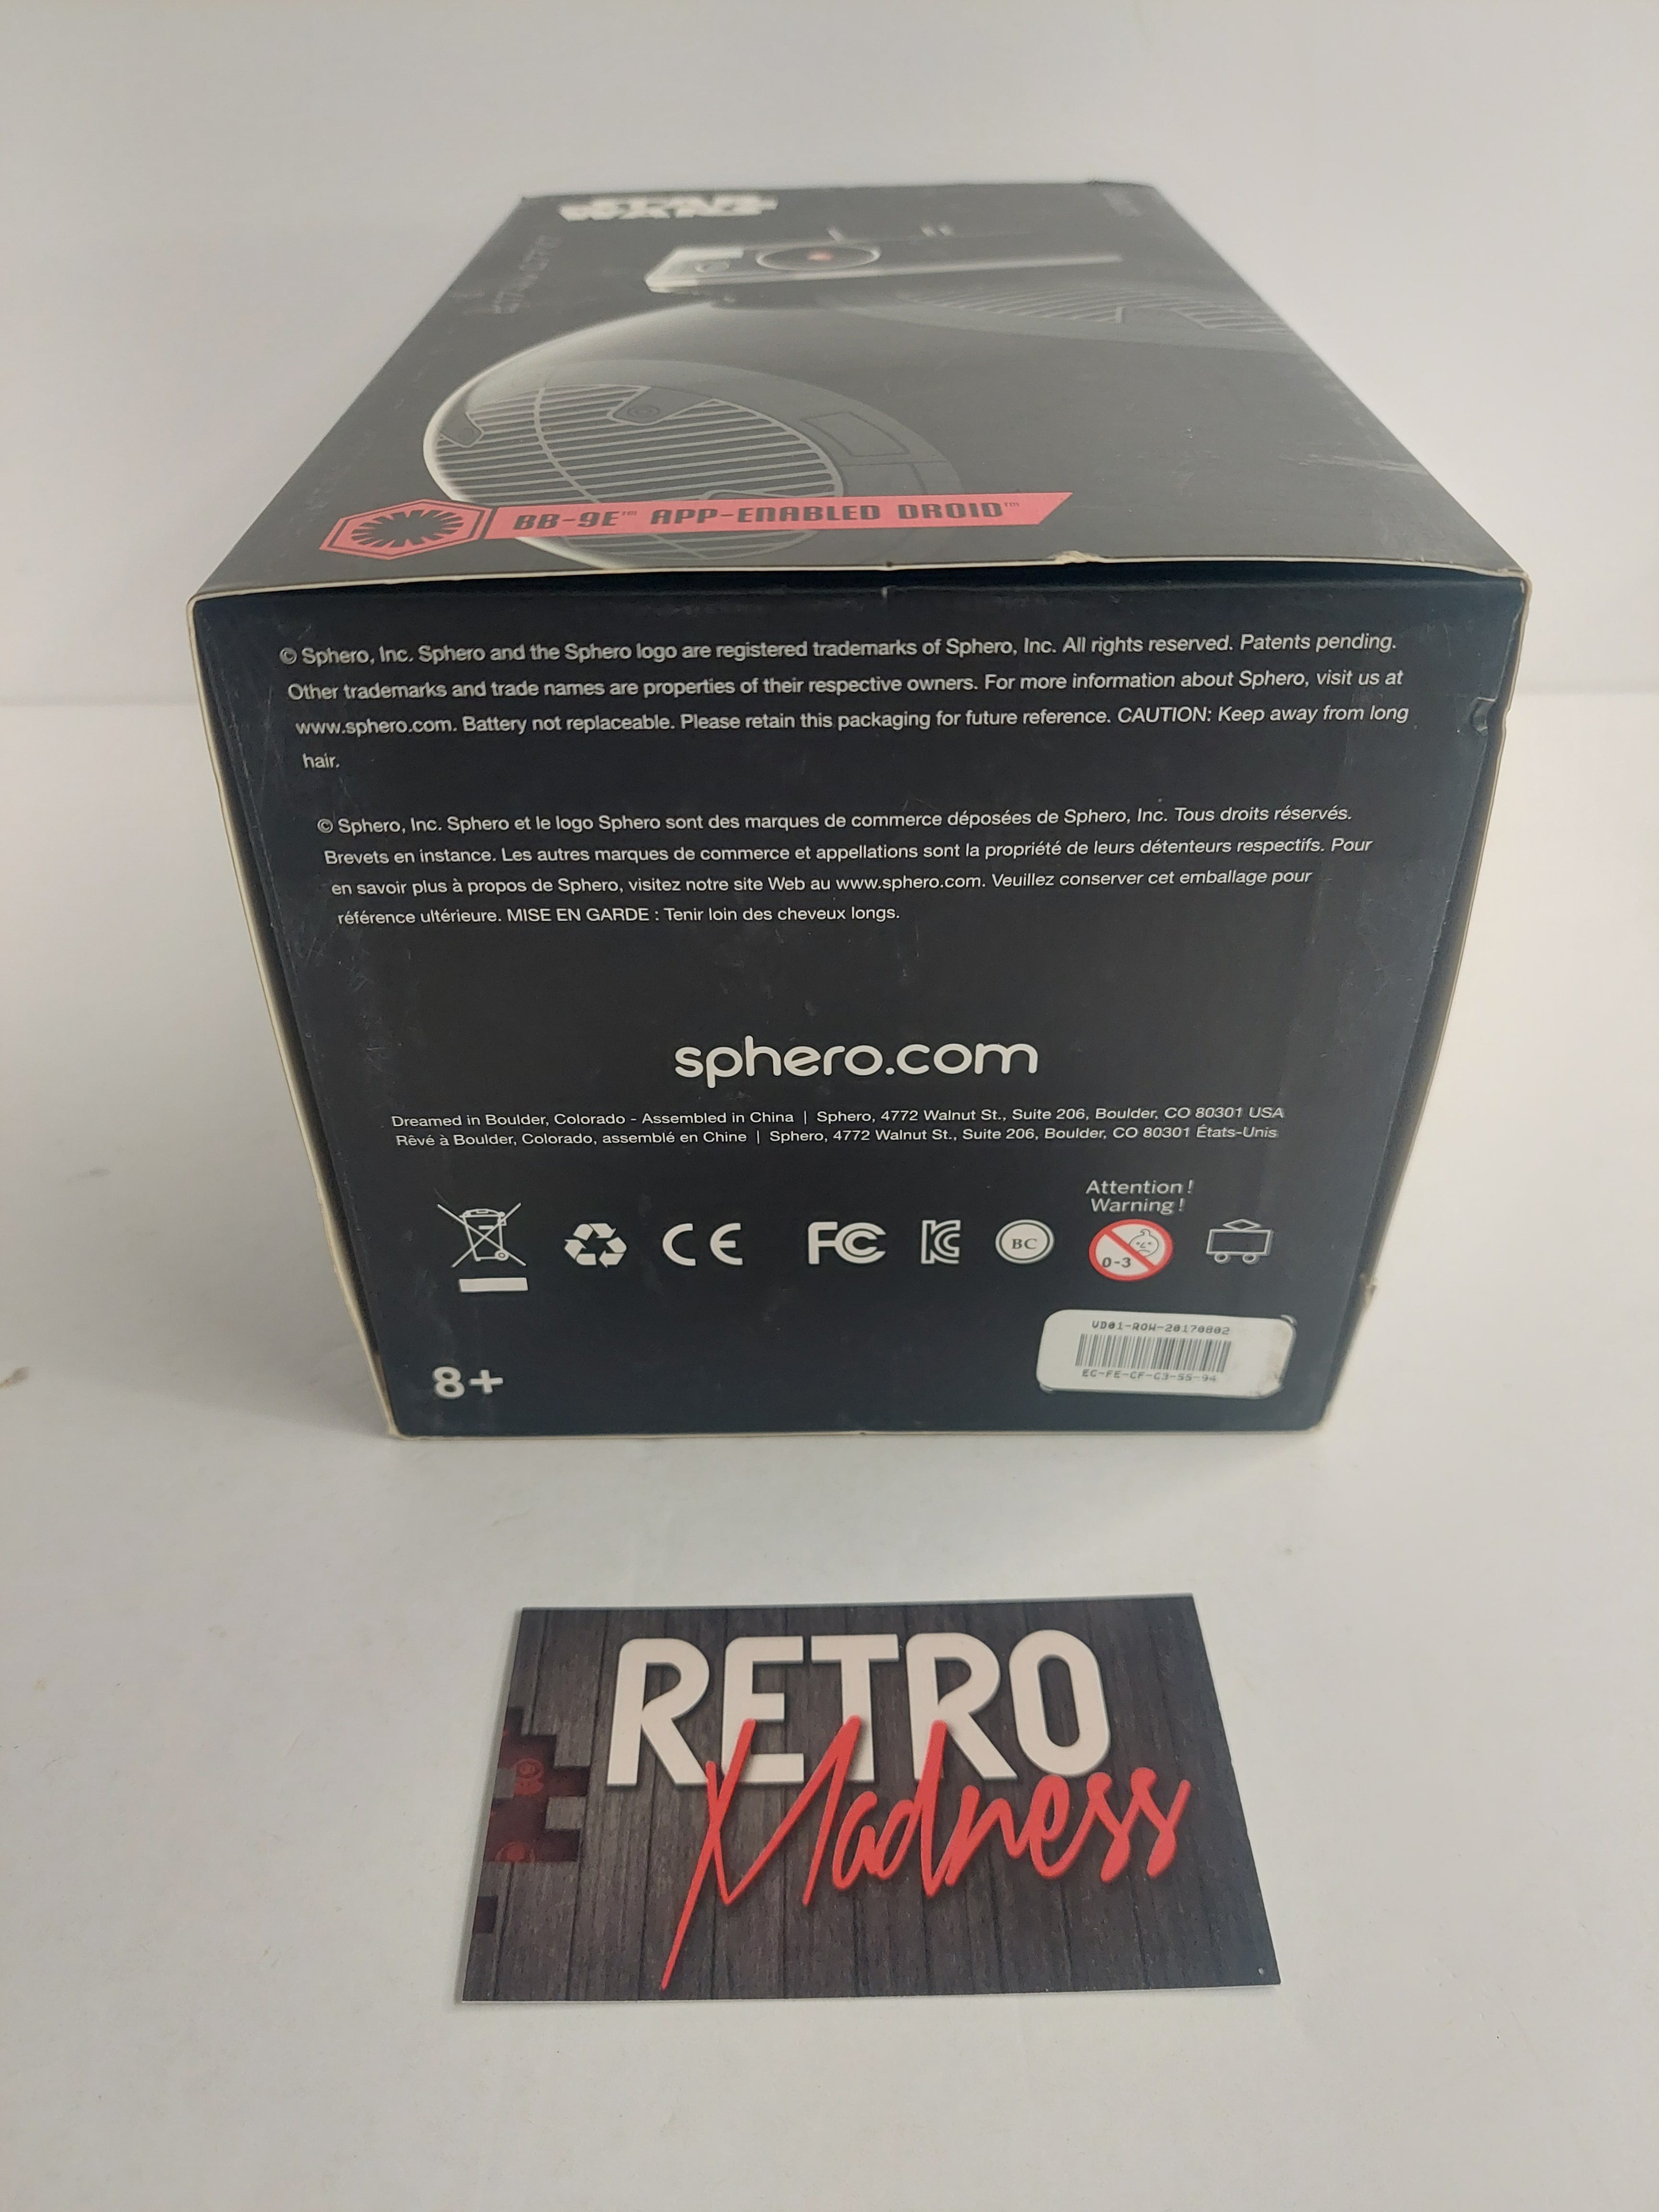 STAR
WARS
BB-9E™ APP-ENABLED DROID™
© Sphero, Inc. Sphero and the Sphero logo are registered trademarks of Sphero, Inc. All rights reserved. Patents pending.
Other trademarks and trade names are properties of their respective owners. For more information about Sphero, visit us at
www.sphero.com. Battery not replaceable. Please retain this packaging for future reference. CAUTION: Keep away from long
hair.
© Sphero, Inc. Sphero et le logo Sphero sont des marques de commerce déposées de Sphero, Inc. Tous droits réservés.
Brevets en instance. Les autres marques de commerce et appellations sont la propriété de leurs détenteurs respectifs. Pour
en savoir plus à propos de Sphero, visitez notre site Web au www.sphero.com. Veuillez conserver cet emballage pour
référence ultérieure. MISE EN GARDE : Tenir loin des cheveux longs.
sphero.com
Dreamed in Boulder, Colorado - Assembled in China | Sphero, 4772 Walnut St., Suite 206, Boulder, CO 80301 USA
Rêvé à Boulder, Colorado, assemblé en Chine | Sphero, 4772 Walnut St., Suite 206, Boulder, CO 80301 États-Unis
Attention !
Warning !
CE FC KC BC 0-3
8+
VD01-ROW-20170802
EC-FE-CF-C3-55-94
RETRO
Madness